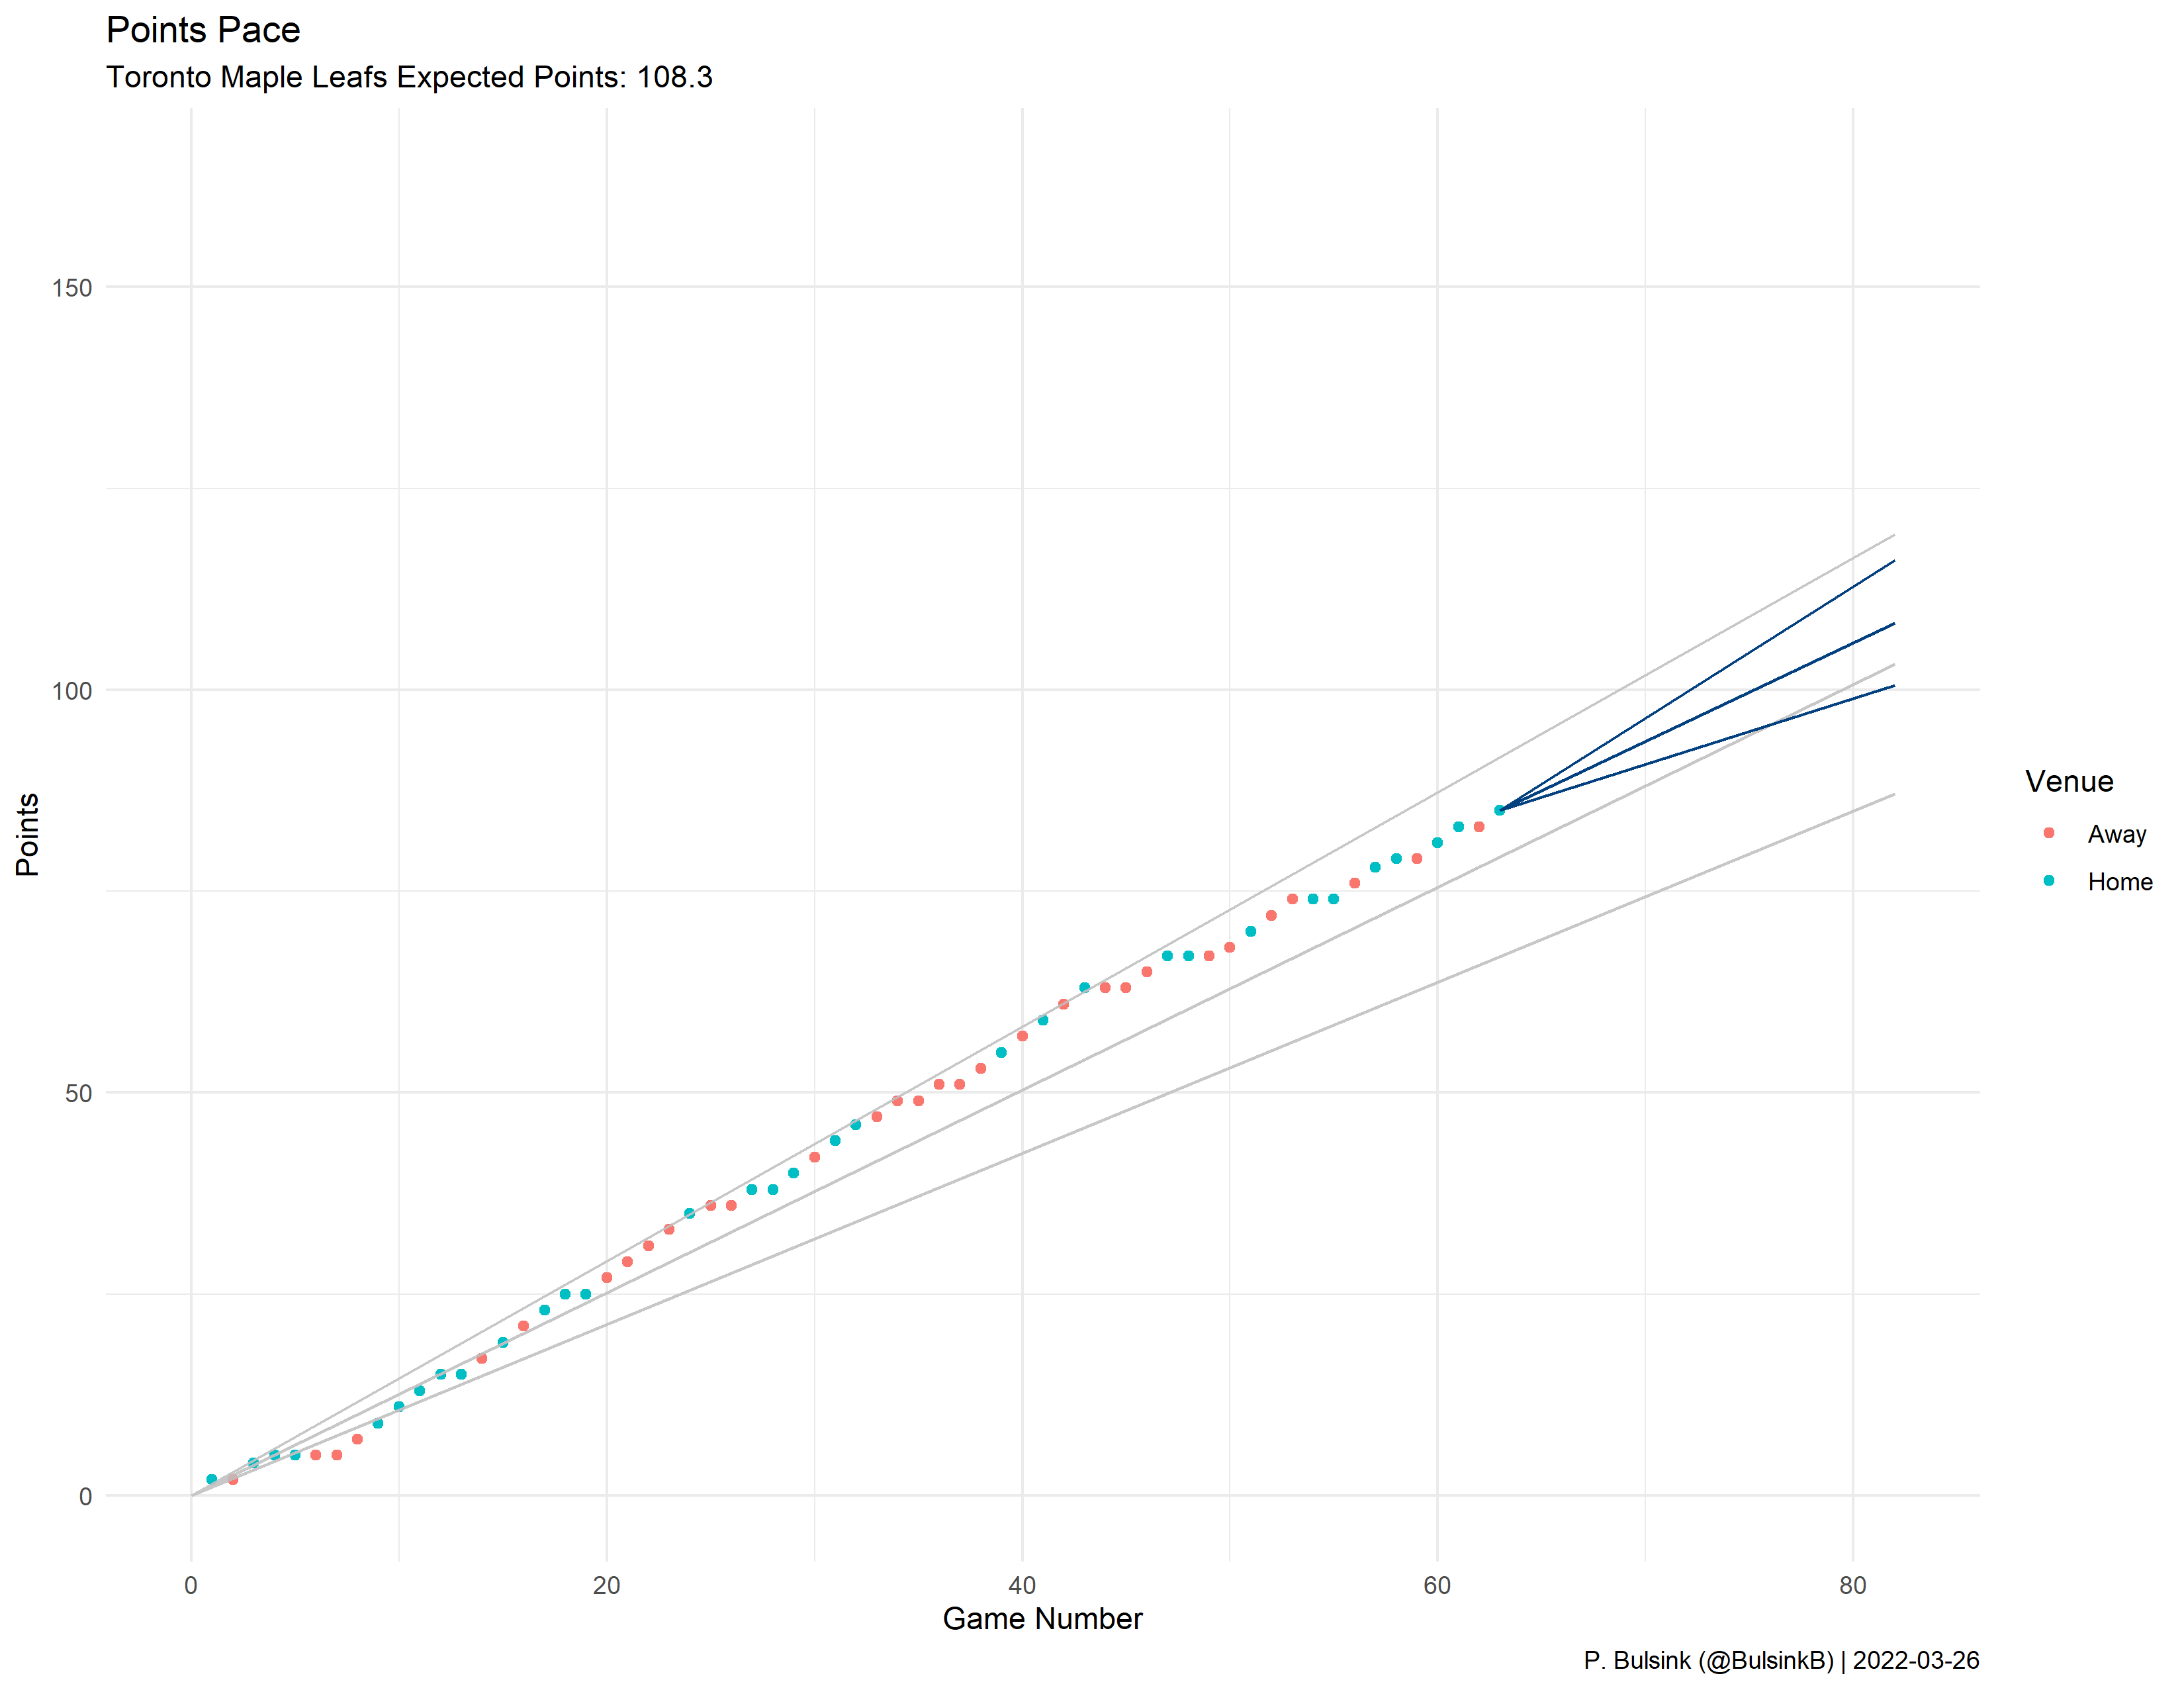 Points Pace
Toronto Maple Leafs Expected Points: 108.3
150
100
50
0
Points
0 20 40 60 80
Game Number
Venue
Away
Home
P. Bulsink (@BulsinkB) | 2022-03-26